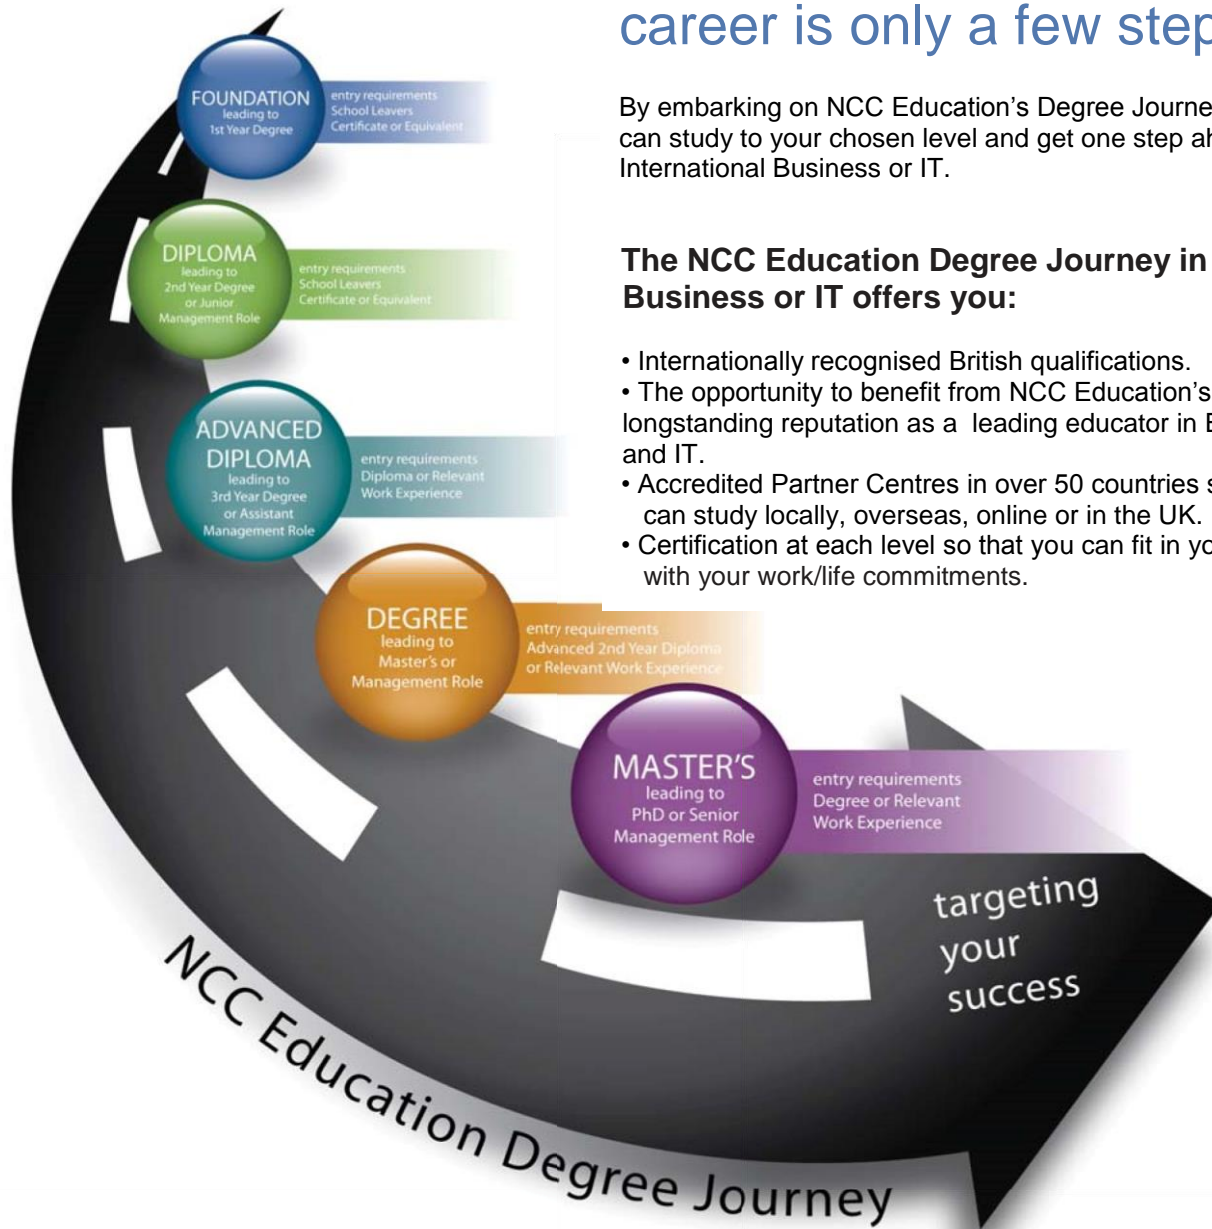 career is only a few step
By embarking on NCC Education's Degree Journe
can study to your chosen level and get one step ah
International Business or IT.
The NCC Education Degree Journey in
Business or IT offers you:
• Internationally recognised British qualifications.
• The opportunity to benefit from NCC Education's
longstanding reputation as a leading educator in
and IT.
• Accredited Partner Centres in over 50 countries s
can study locally, overseas, online or in the UK.
• Certification at each level so that you can fit in yo
with your work/life commitments.
FOUNDATION
leading to
1st Year Degree
entry requirements
School Leavers
Certificate or Equivalent
DIPLOMA
leading to
2nd Year Degree
or Junior
Management Role
entry requirements
School Leavers
Certificate or Equivalent
ADVANCED
DIPLOMA
leading to
3rd Year Degree
or Assistant
Management Role
entry requirements
Diploma or Relevant
Work Experience
DEGREE
leading to
Master's or
Management Role
entry requirements
Advanced 2nd Year Diploma
or Relevant Work Experience
MASTER'S
leading to
PhD or Senior
Management Role
entry requirements
Degree or Relevant
Work Experience
targeting
your
success
NCC Education Degree Journey